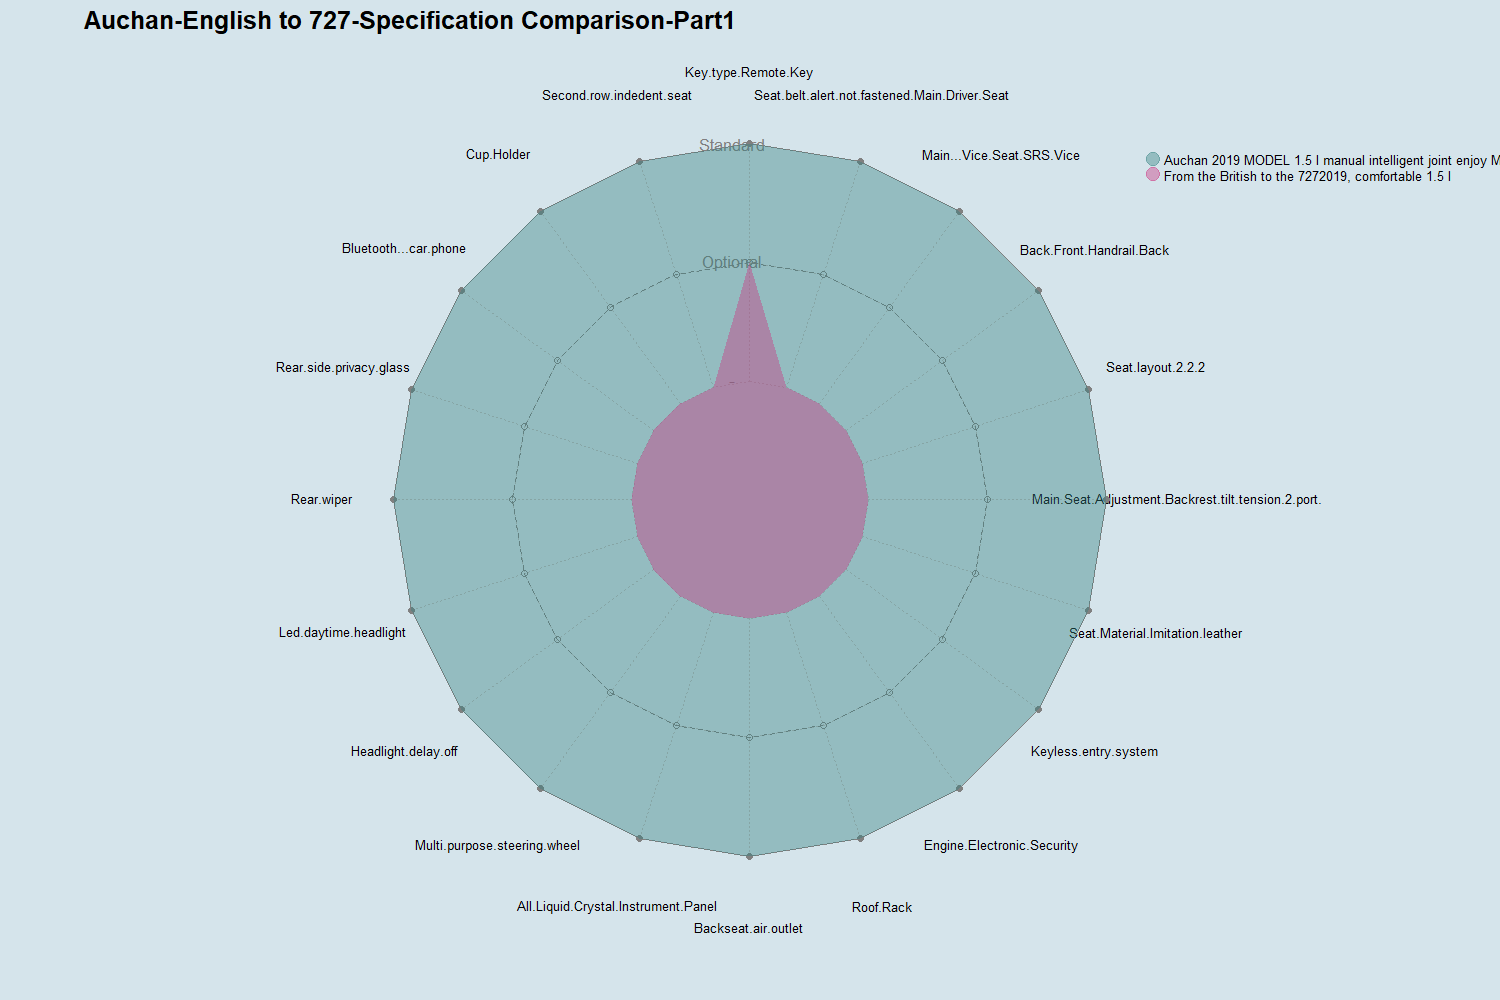 Auchan-English to 727-Specification Comparison-Part1
Key.type.Remote.Key
Second.row.indedent.seat
Seat.belt.alert.not.fastened.Main.Driver.Seat
Standard
Cup.Holder
Main...Vice.Seat.SRS.Vice
Auchan 2019 MODEL 1.5 l manual intelligent joint enjoy M
From the British to the 7272019, comfortable 1.5 l
Bluetooth...car.phone
Back.Front.Handrail.Back
Optional
Rear.side.privacy.glass
Seat.layout.2.2.2
-
Rear.wiper
Main.Seat.Adjustment.Backrest.tilt.tension.2.port.
Led.daytime.headlight
Seat.Material.Imitation.leather
Headlight.delay.off
Keyless.entry.system
Multi.purpose.steering.wheel
Engine.Electronic.Security
All.Liquid.Crystal.Instrument.Panel
Roof.Rack
Backseat.air.outlet